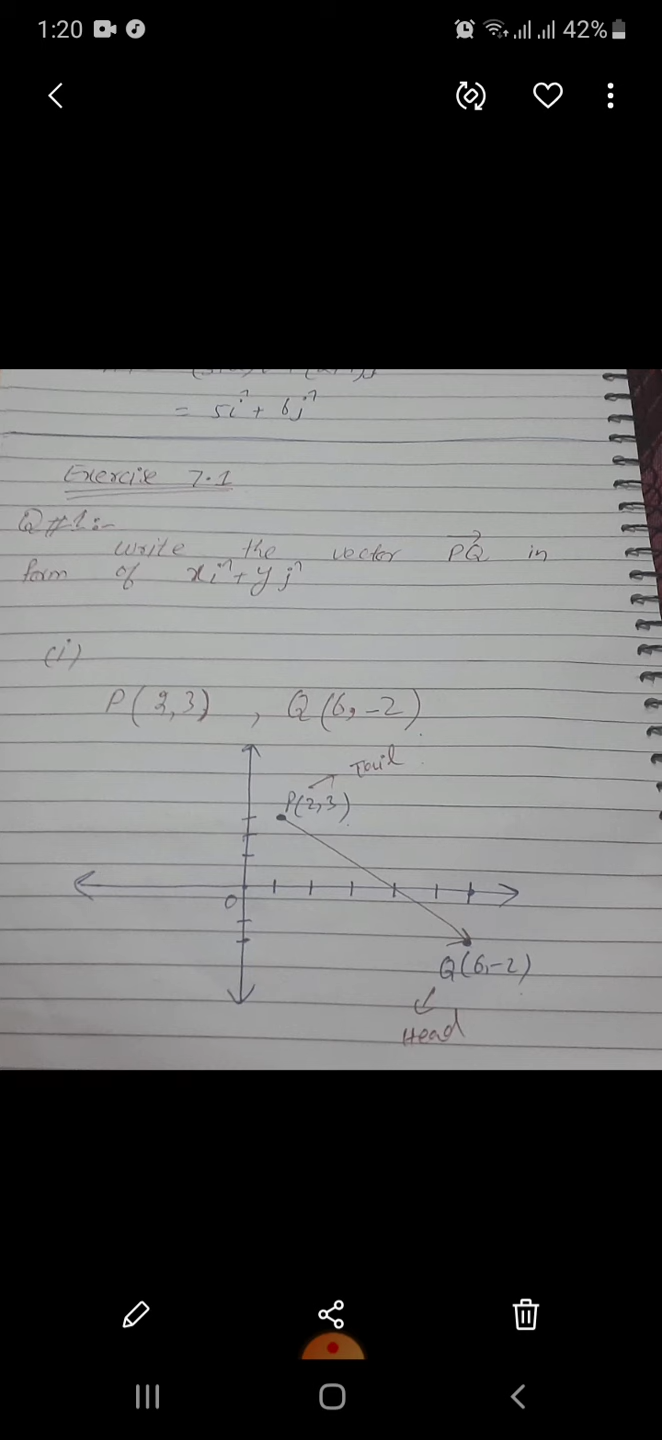 1:20 42%
= 5i^ + 6j^
Exercise 7.1
Q#1:-
write the vector PQ in
form of xi^ + yj^
(i)
P(2,3) , Q(6,-2)
Tail
P(2,3)
O
Q(6,-2)
Head